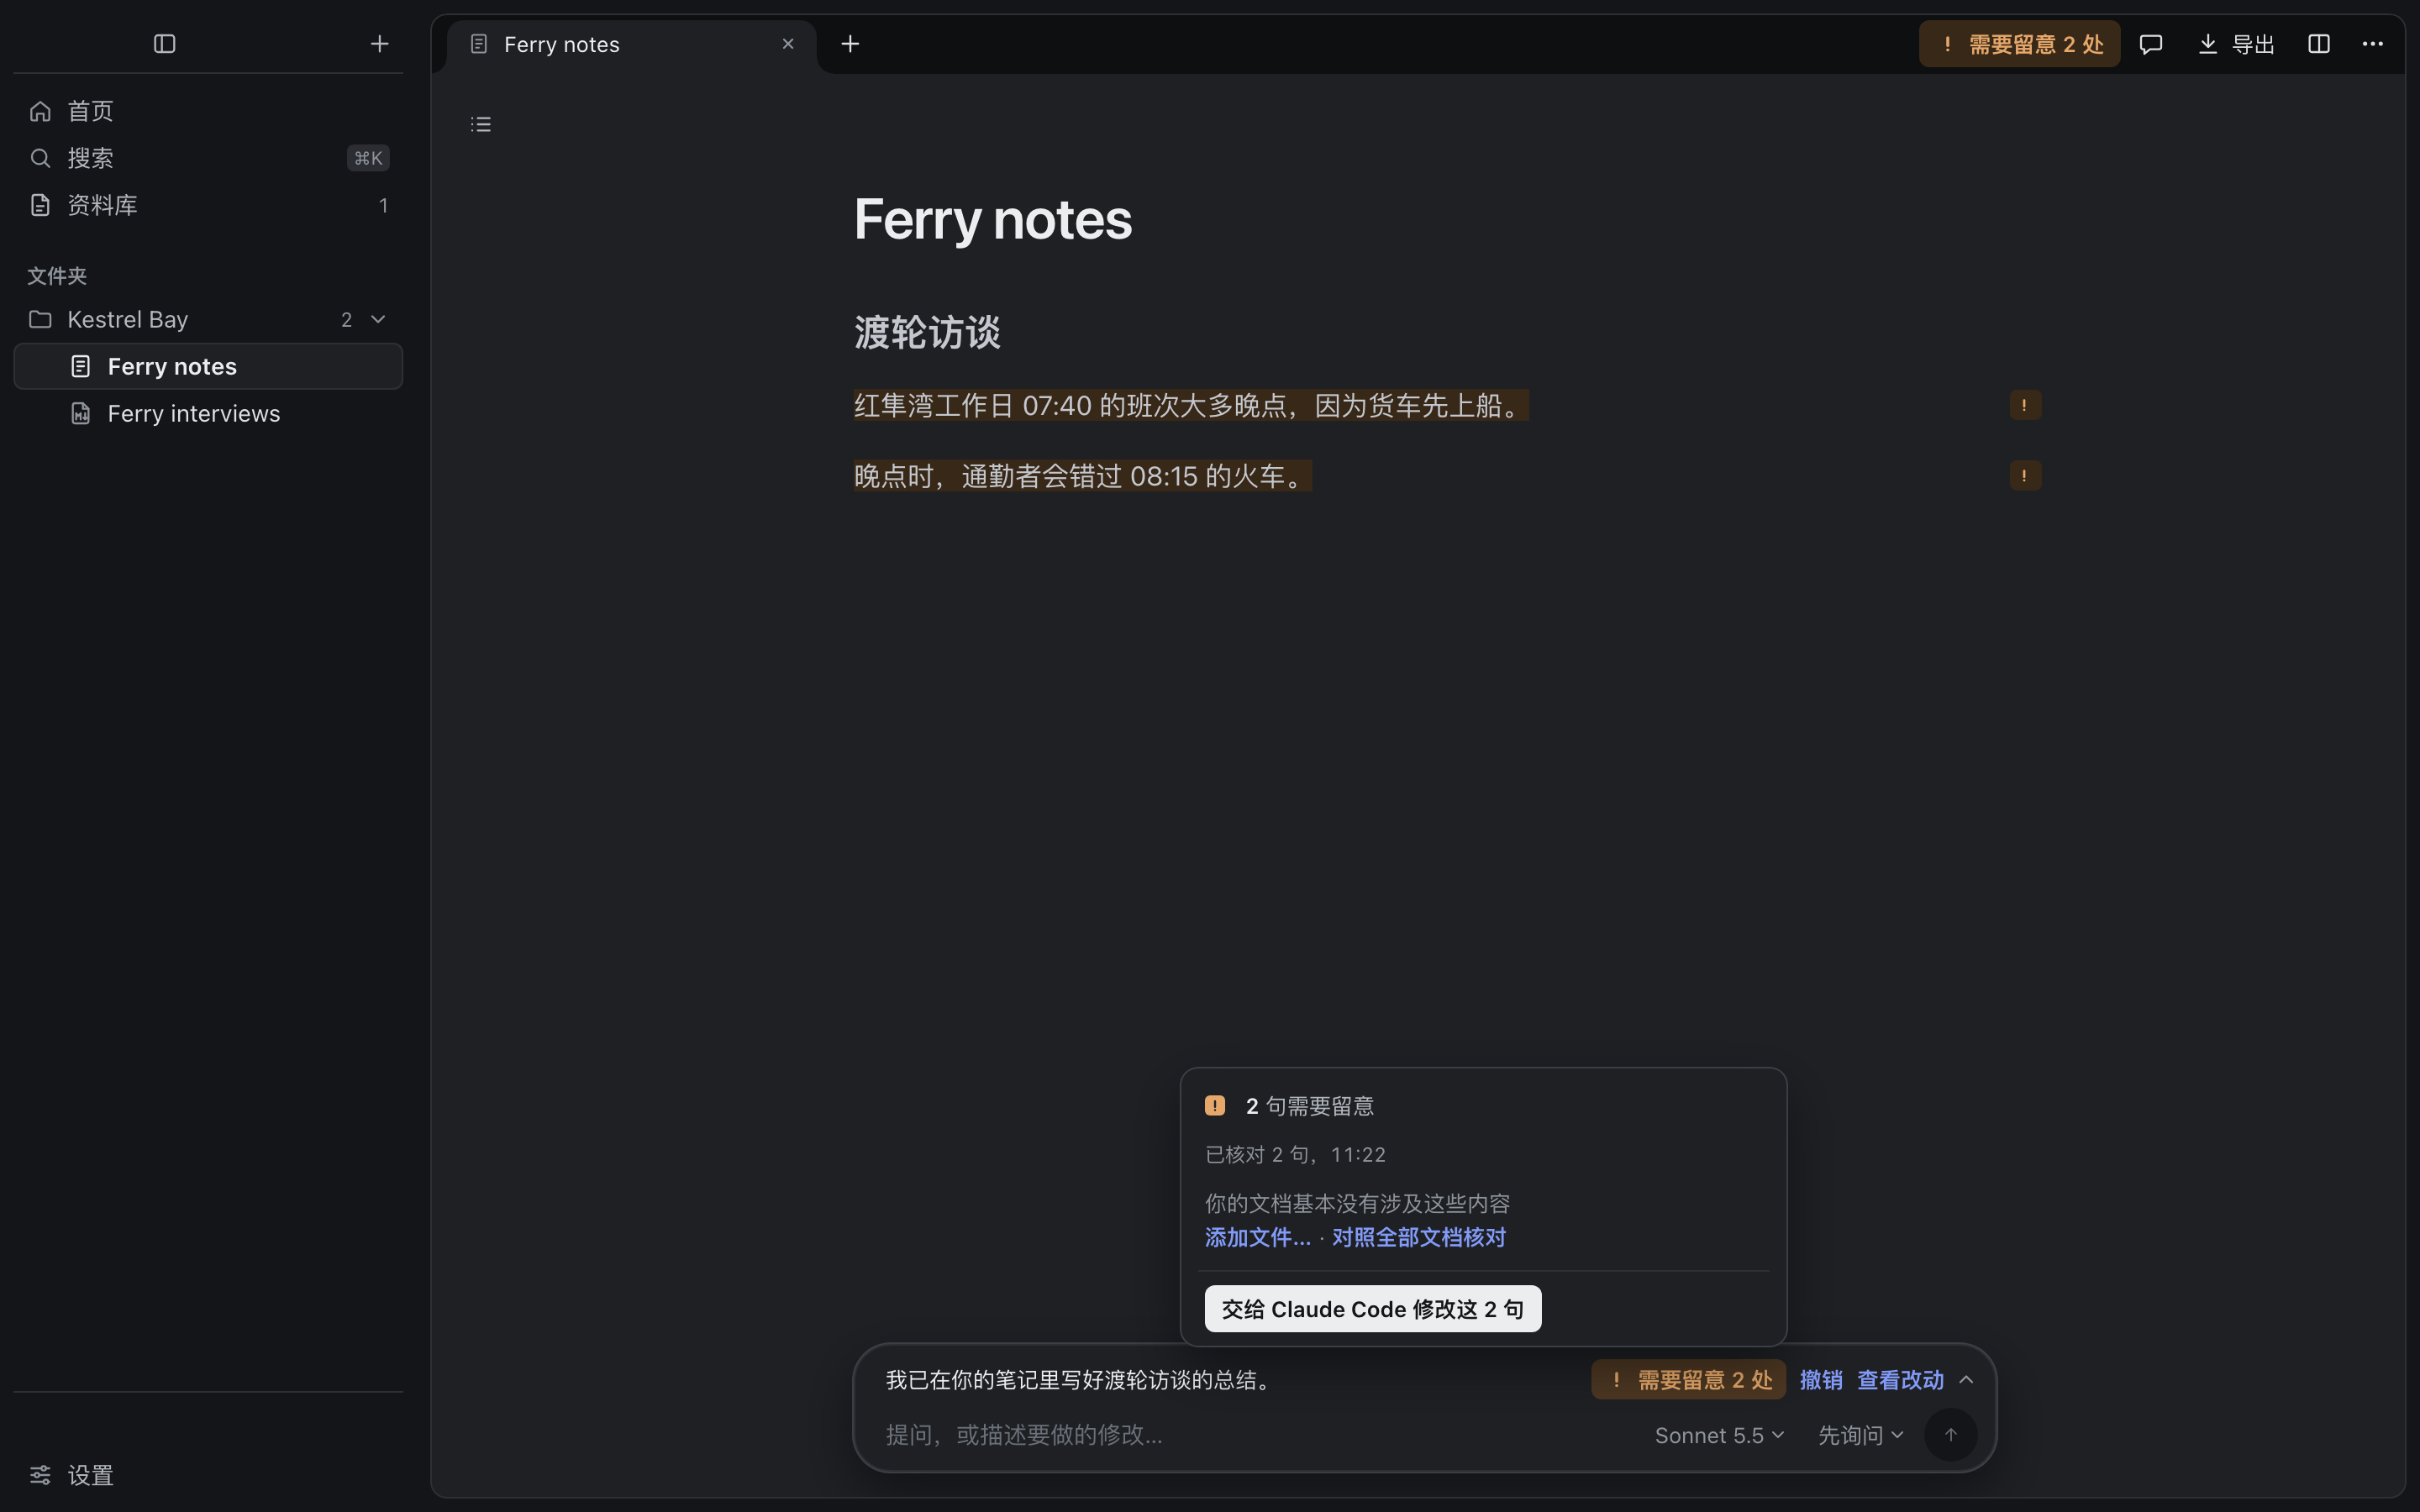 Ferry notes
! 需要留意 2 处
导出
首页
搜索
⌘K
资料库
1
文件夹
Kestrel Bay
2
Ferry notes
Ferry interviews
设置
Ferry notes
渡轮访谈
红隼湾工作日 07:40 的班次大多晚点，因为货车先上船。
!
晚点时，通勤者会错过 08:15 的火车。
!
! 2 句需要留意
已核对 2 句，11:22
你的文档基本没有涉及这些内容
添加文件... · 对照全部文档核对
交给 Claude Code 修改这 2 句
我已在你的笔记里写好渡轮访谈的总结。
! 需要留意 2 处 撤销 查看改动
提问，或描述要做的修改...
Sonnet 5.5 先询问